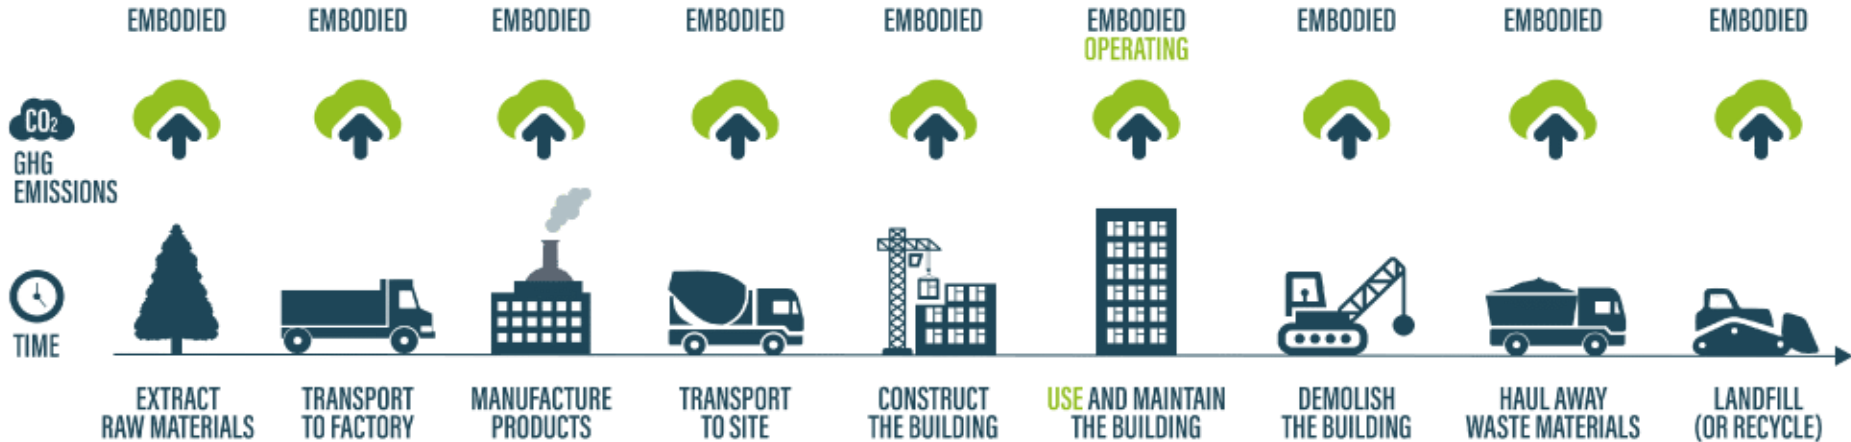 EMBODIED
EMBODIED
EMBODIED
EMBODIED
EMBODIED
EMBODIED
OPERATING
EMBODIED
EMBODIED
EMBODIED
CO₂
GHG
EMISSIONS
TIME
EXTRACT
RAW MATERIALS
TRANSPORT
TO FACTORY
MANUFACTURE
PRODUCTS
TRANSPORT
TO SITE
CONSTRUCT
THE BUILDING
USE AND MAINTAIN
THE BUILDING
DEMOLISH
THE BUILDING
HAUL AWAY
WASTE MATERIALS
LANDFILL
(OR RECYCLE)